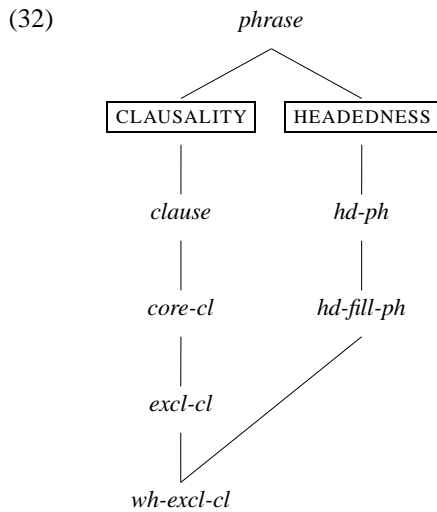 (32) phrase
CLAUSALITY HEADEDNESS
clause hd-ph
core-cl hd-fill-ph
excl-cl
wh-excl-cl